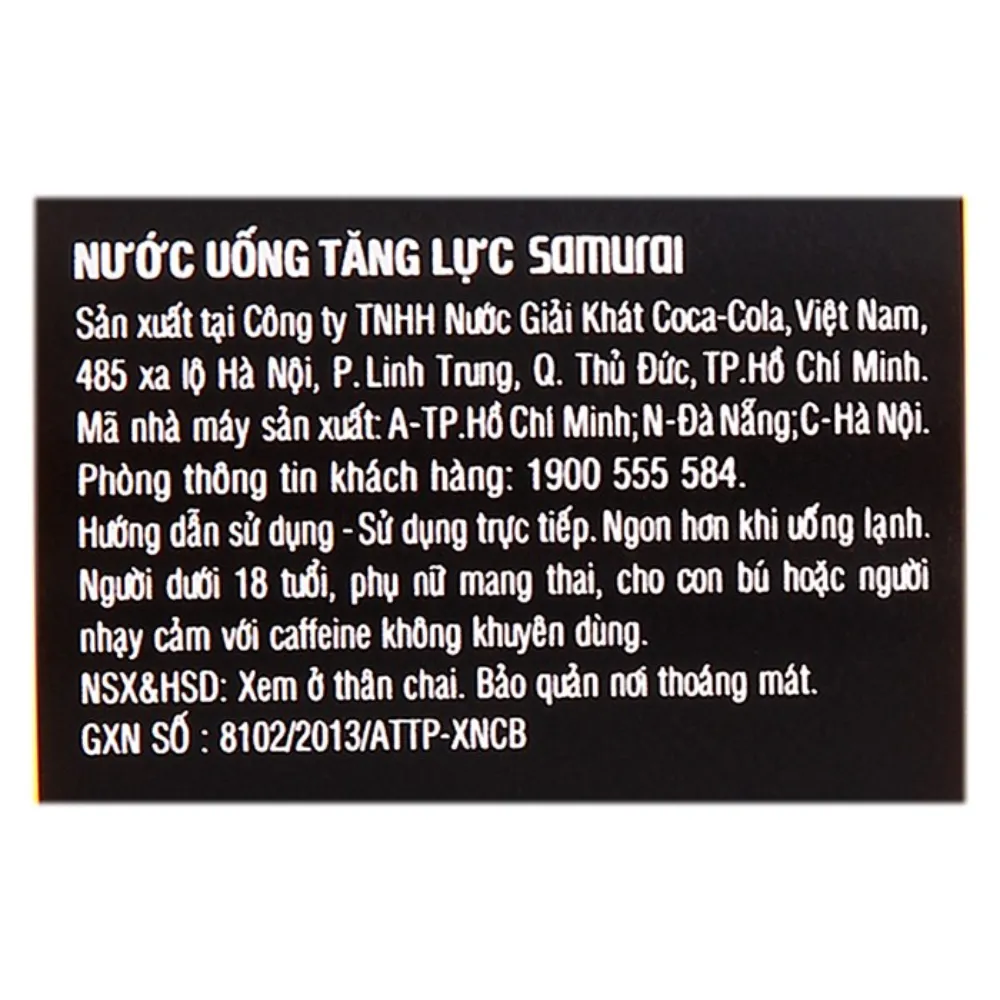 NƯỚC UỐNG TĂNG LỰC samurai
Sản xuất tại Công ty TNHH Nước Giải Khát Coca-Cola, Việt Nam,
485 xa lộ Hà Nội, P. Linh Trung, Q. Thủ Đức, TP.Hồ Chí Minh.
Mã nhà máy sản xuất: A-TP.Hồ Chí Minh; N-Đà Nẵng; C-Hà Nội.
Phòng thông tin khách hàng: 1900 555 584.
Hướng dẫn sử dụng - Sử dụng trực tiếp. Ngon hơn khi uống lạnh.
Người dưới 18 tuổi, phụ nữ mang thai, cho con bú hoặc người
nhạy cảm với caffeine không khuyên dùng.
NSX&HSD: Xem ở thân chai. Bảo quản nơi thoáng mát.
GXN SỐ : 8102/2013/ATTP-XNCB